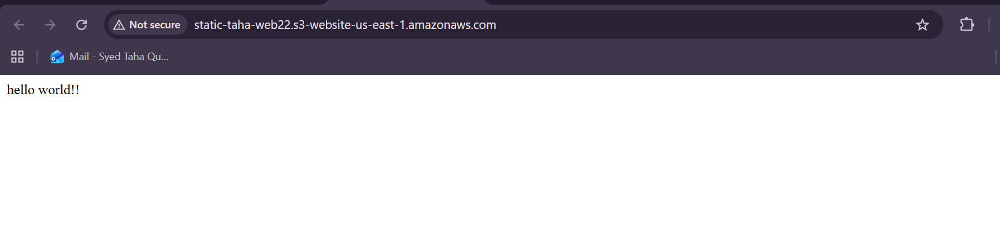 Not secure static-taha-web22.s3-website-us-east-1.amazonaws.com
Mail - Syed Taha Qu...
hello world!!